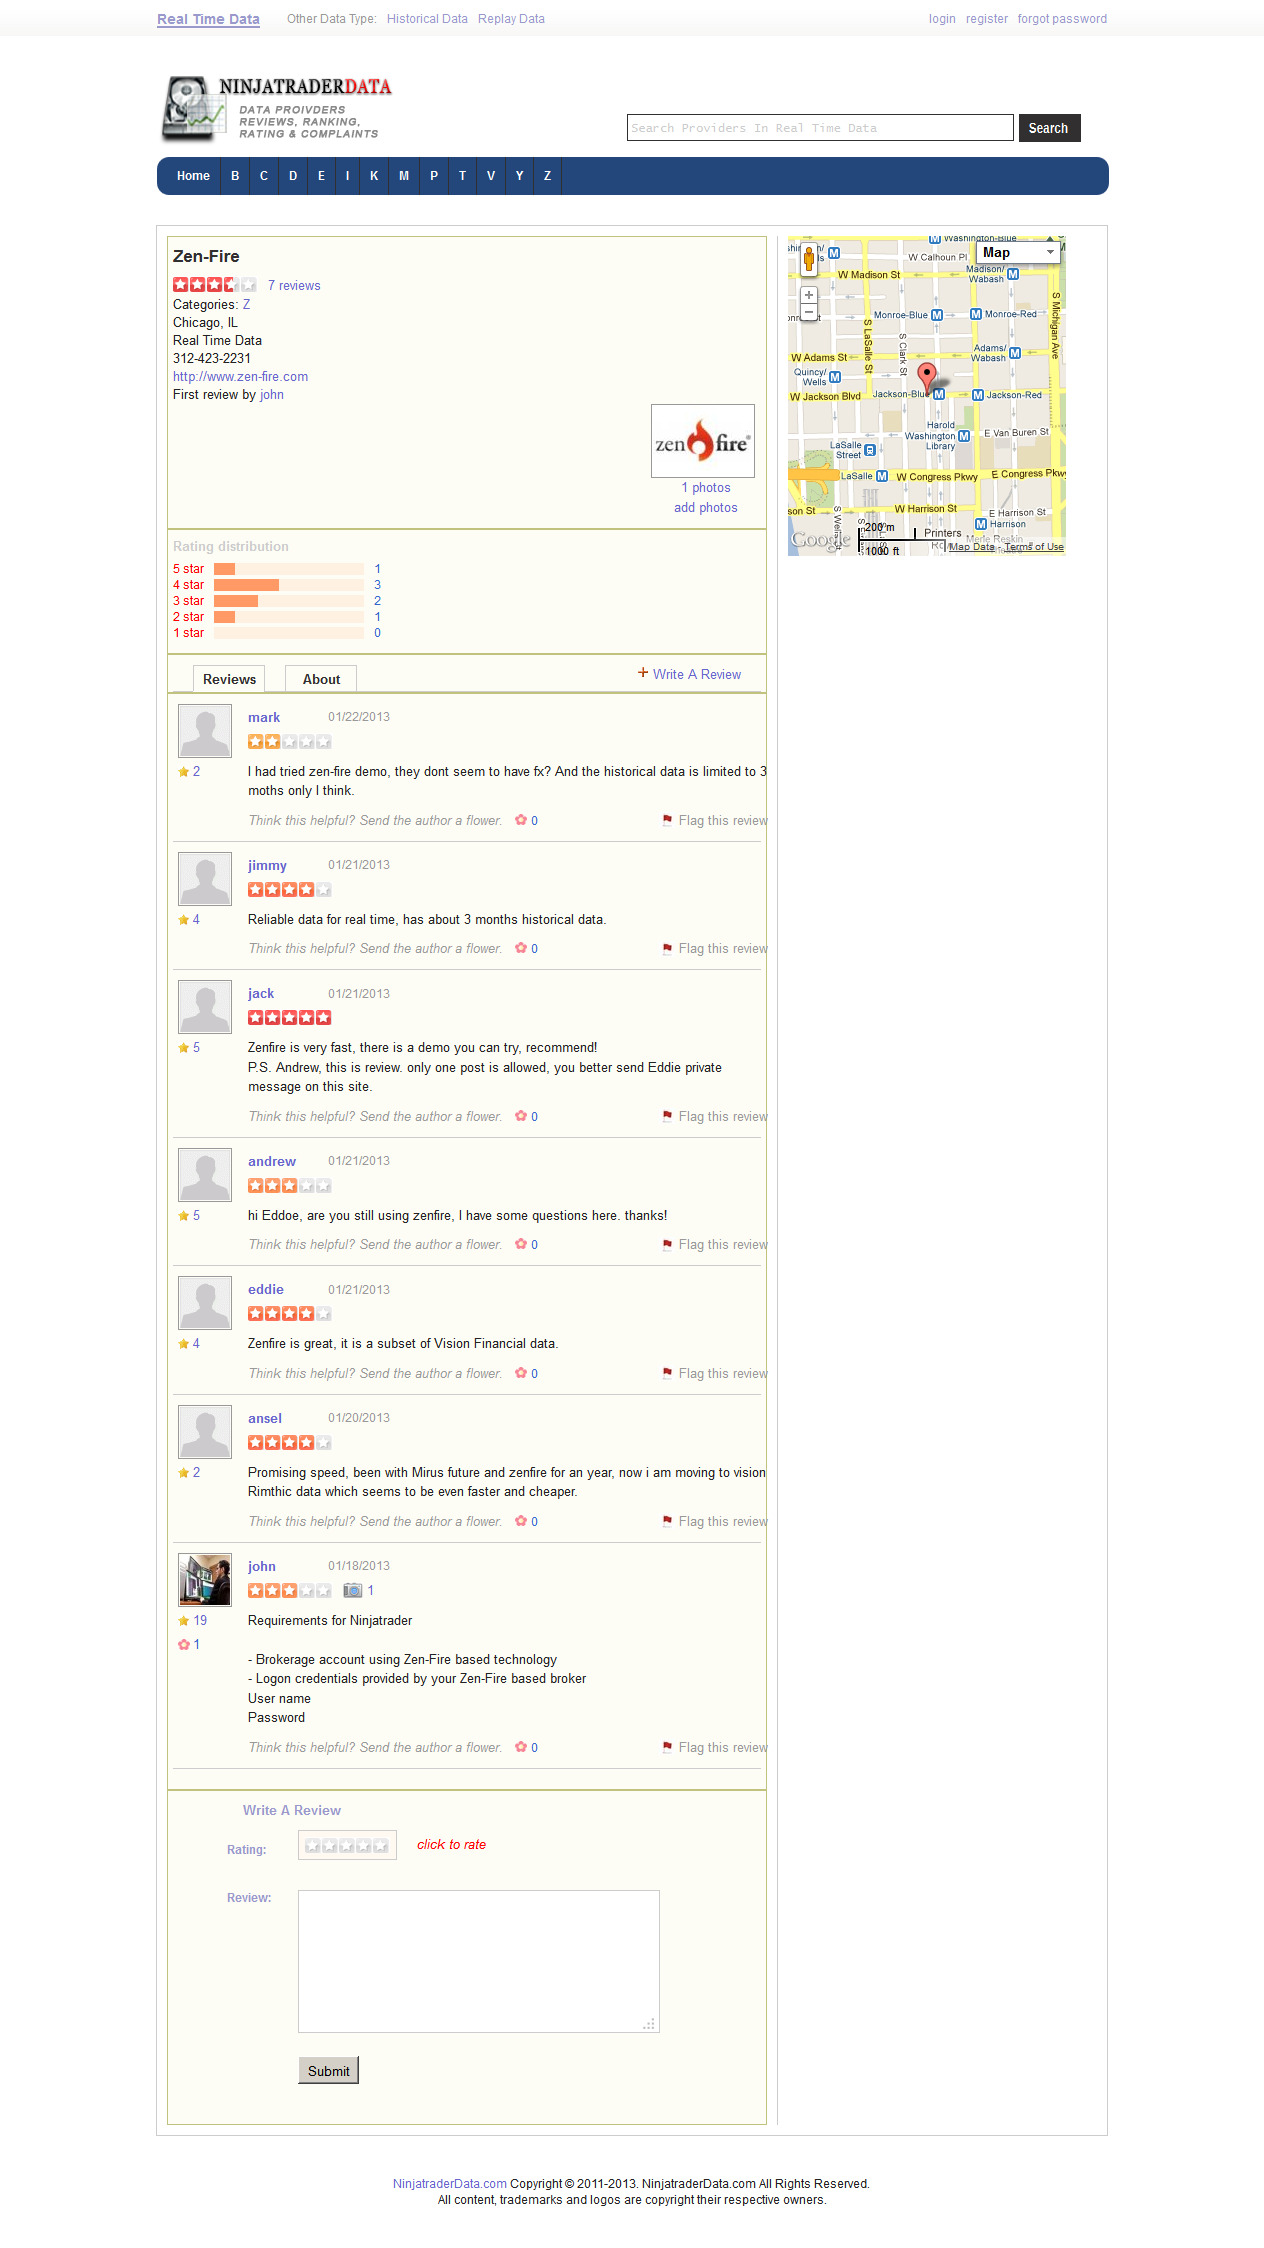 Real Time Data Other Data Type: Historical Data Replay Data login register forgot password
NINJATRADERDATA
DATA PROIVDERS
REVIEWS, RANKING,
RATING & COMPLAINTS
Search Providers In Real Time Data Search
Home B C D E I K M P T V Y Z
Zen-Fire
7 reviews
Categories: Z
Chicago, IL
Real Time Data
312-423-2231
http://www.zen-fire.com
First review by john
zen fire
1 photos
add photos
Washington-Blue
W Calhoun Pl
Map
W Madison St
Madison/
Wabash
Monroe-Blue
Monroe-Red
S Michigan Ave
S LaSalle St
S Clark St
Adams/
Wabash
W Adams St
Quincy/
Wells
W Jackson Blvd
Jackson-Blue
Jackson-Red
Harold
Washington
Library
E Van Buren St
LaSalle
Street
LaSalle
W Congress Pkwy
E Congress Pkwy
W Harrison St
E Harrison St
Harrison
200 m
Printers
Google
1000 ft
Map Data - Terms of Use
Rating distribution
5 star 1
4 star 3
3 star 2
2 star 1
1 star 0
Reviews About + Write A Review
mark 01/22/2013
2
I had tried zen-fire demo, they dont seem to have fx? And the historical data is limited to 3
moths only I think.
Think this helpful? Send the author a flower. 0 Flag this review
jimmy 01/21/2013
4
Reliable data for real time, has about 3 months historical data.
Think this helpful? Send the author a flower. 0 Flag this review
jack 01/21/2013
5
Zenfire is very fast, there is a demo you can try, recommend!
P.S. Andrew, this is review. only one post is allowed, you better send Eddie private
message on this site.
Think this helpful? Send the author a flower. 0 Flag this review
andrew 01/21/2013
5
hi Eddoe, are you still using zenfire, I have some questions here. thanks!
Think this helpful? Send the author a flower. 0 Flag this review
eddie 01/21/2013
4
Zenfire is great, it is a subset of Vision Financial data.
Think this helpful? Send the author a flower. 0 Flag this review
ansel 01/20/2013
2
Promising speed, been with Mirus future and zenfire for an year, now i am moving to vision
Rimthic data which seems to be even faster and cheaper.
Think this helpful? Send the author a flower. 0 Flag this review
john 01/18/2013
1
19
Requirements for Ninjatrader
1
- Brokerage account using Zen-Fire based technology
- Logon credentials provided by your Zen-Fire based broker
User name
Password
Think this helpful? Send the author a flower. 0 Flag this review
Write A Review
Rating: click to rate
Review:
Submit
NinjatraderData.com Copyright © 2011-2013. NinjatraderData.com All Rights Reserved.
All content, trademarks and logos are copyright their respective owners.